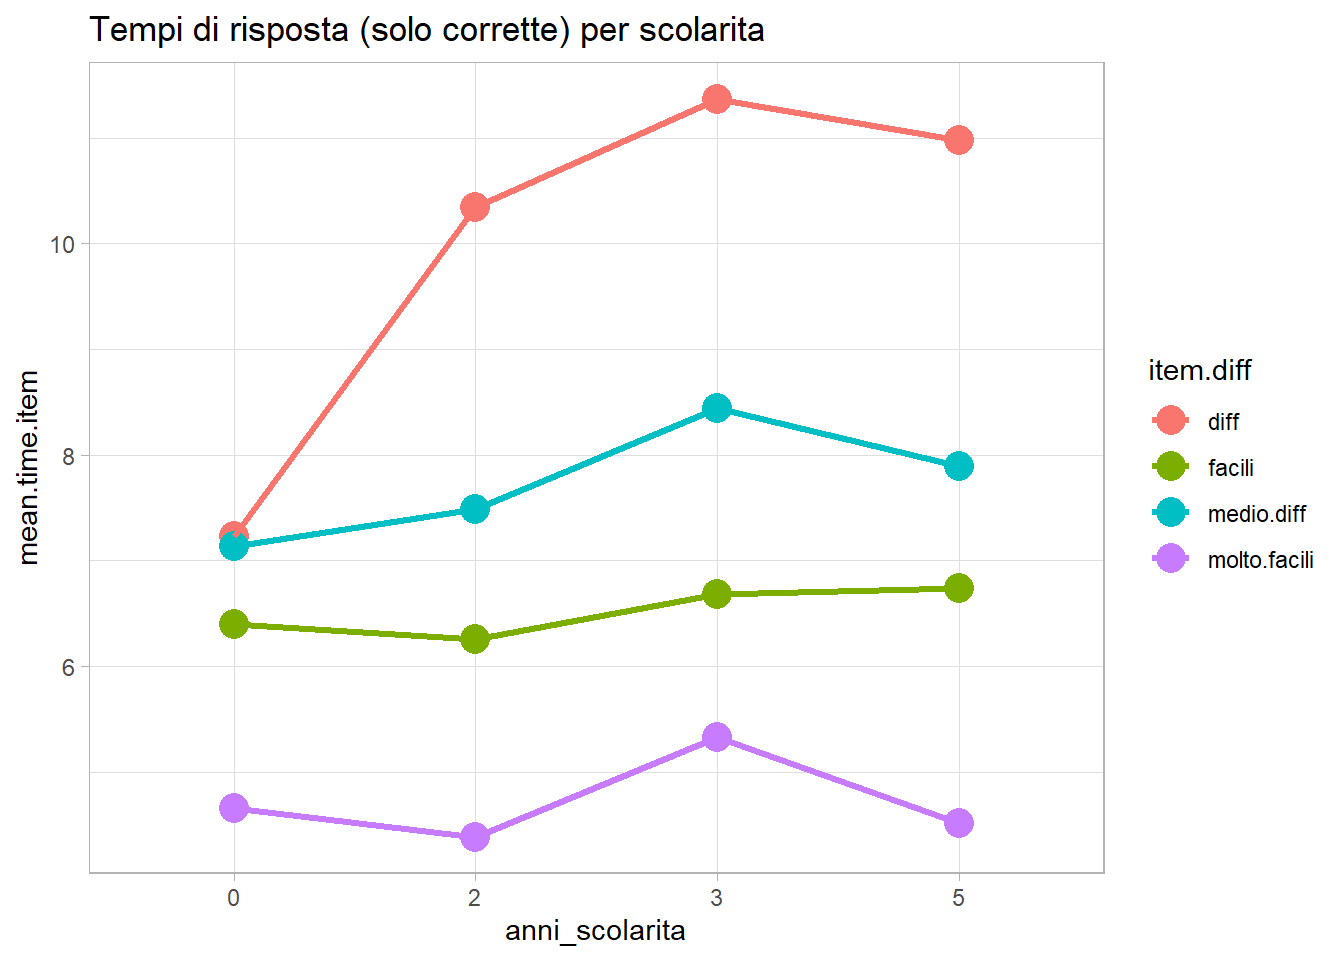 Tempi di risposta (solo corrette) per scolarita
mean.time.item
10
8
6
0 2 3 5
anni_scolarita
item.diff
diff
facili
medio.diff
molto.facili